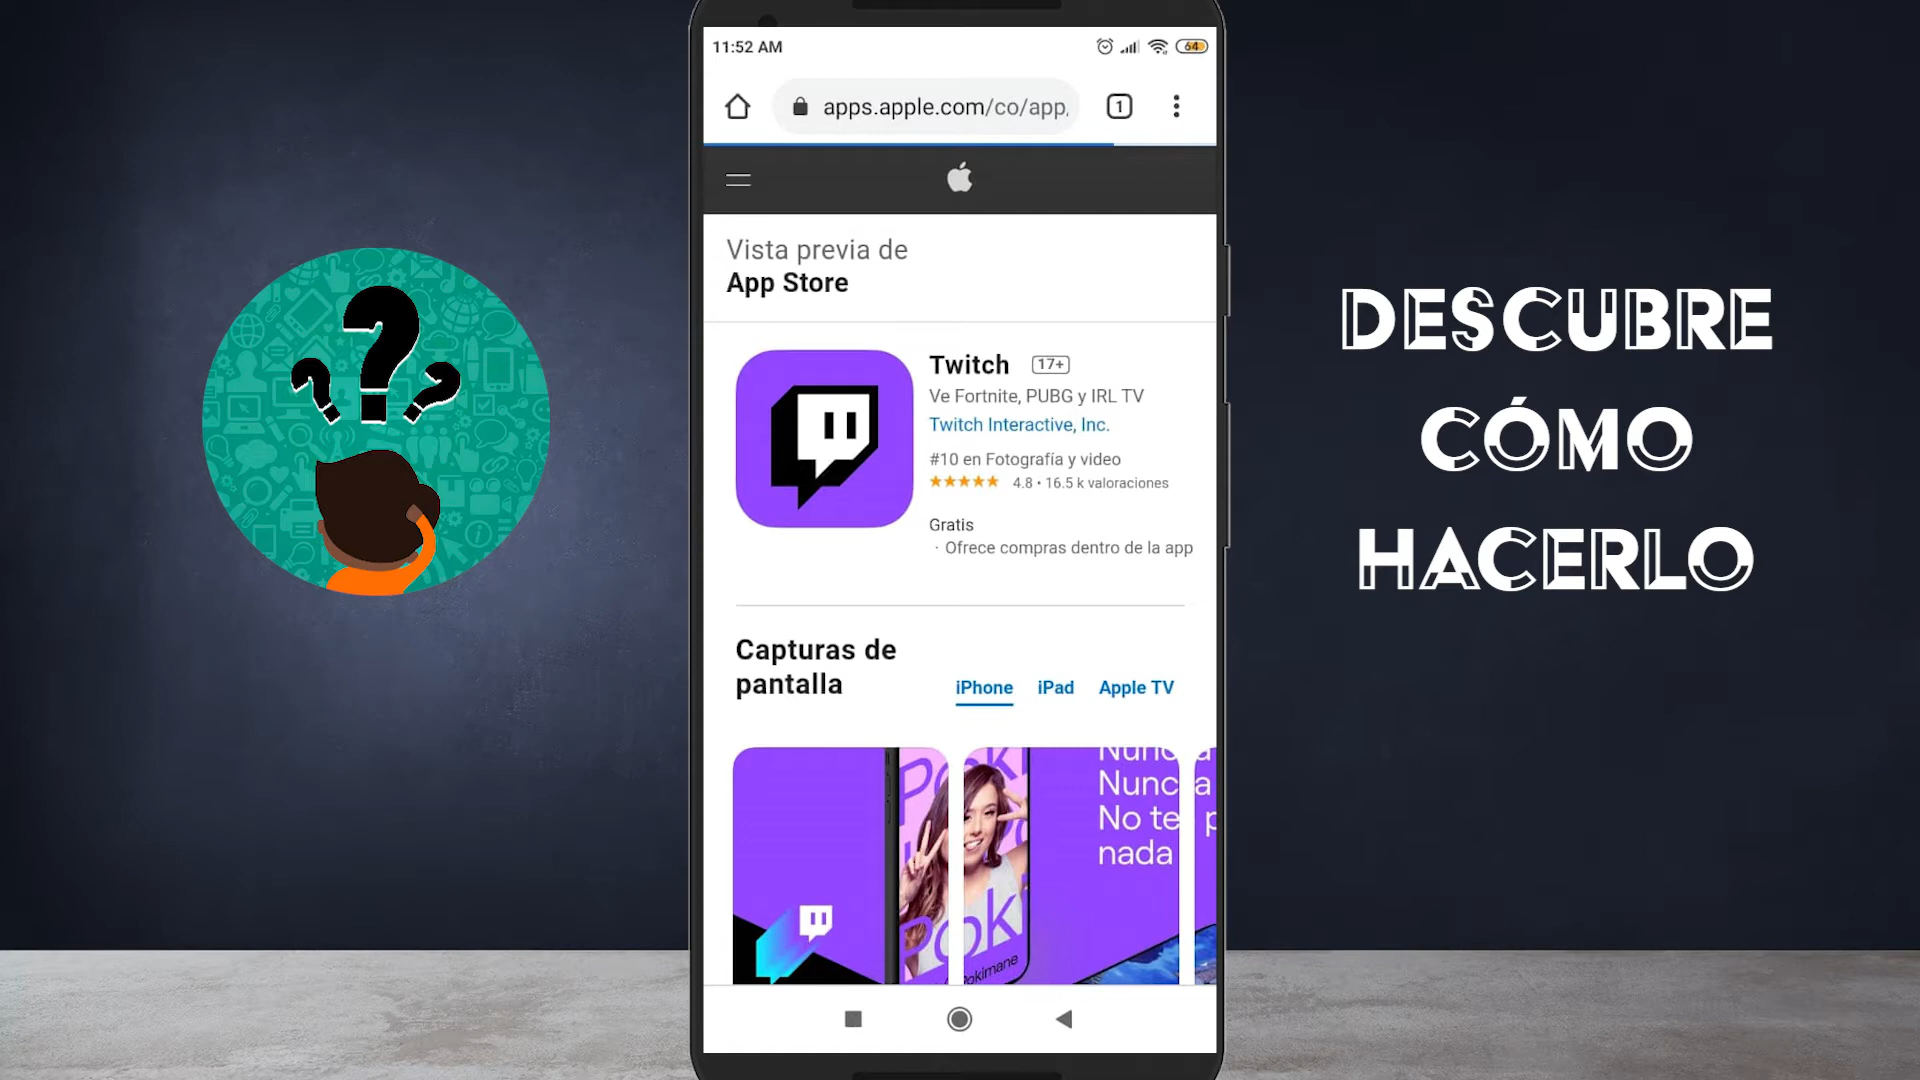 11:52 AM
64
apps.apple.com/co/app/
1
Vista previa de
App Store
Twitch 17+
Ve Fortnite, PUBG y IRL TV
Twitch Interactive, Inc.
#10 en Fotografía y video
★★★★★ 4.8 • 16.5 k valoraciones
Gratis
· Ofrece compras dentro de la app
Capturas de
pantalla
iPhone iPad Apple TV
Nunca
No te p
nada
Poki
DESCUBRE
CÓMO
HACERLO